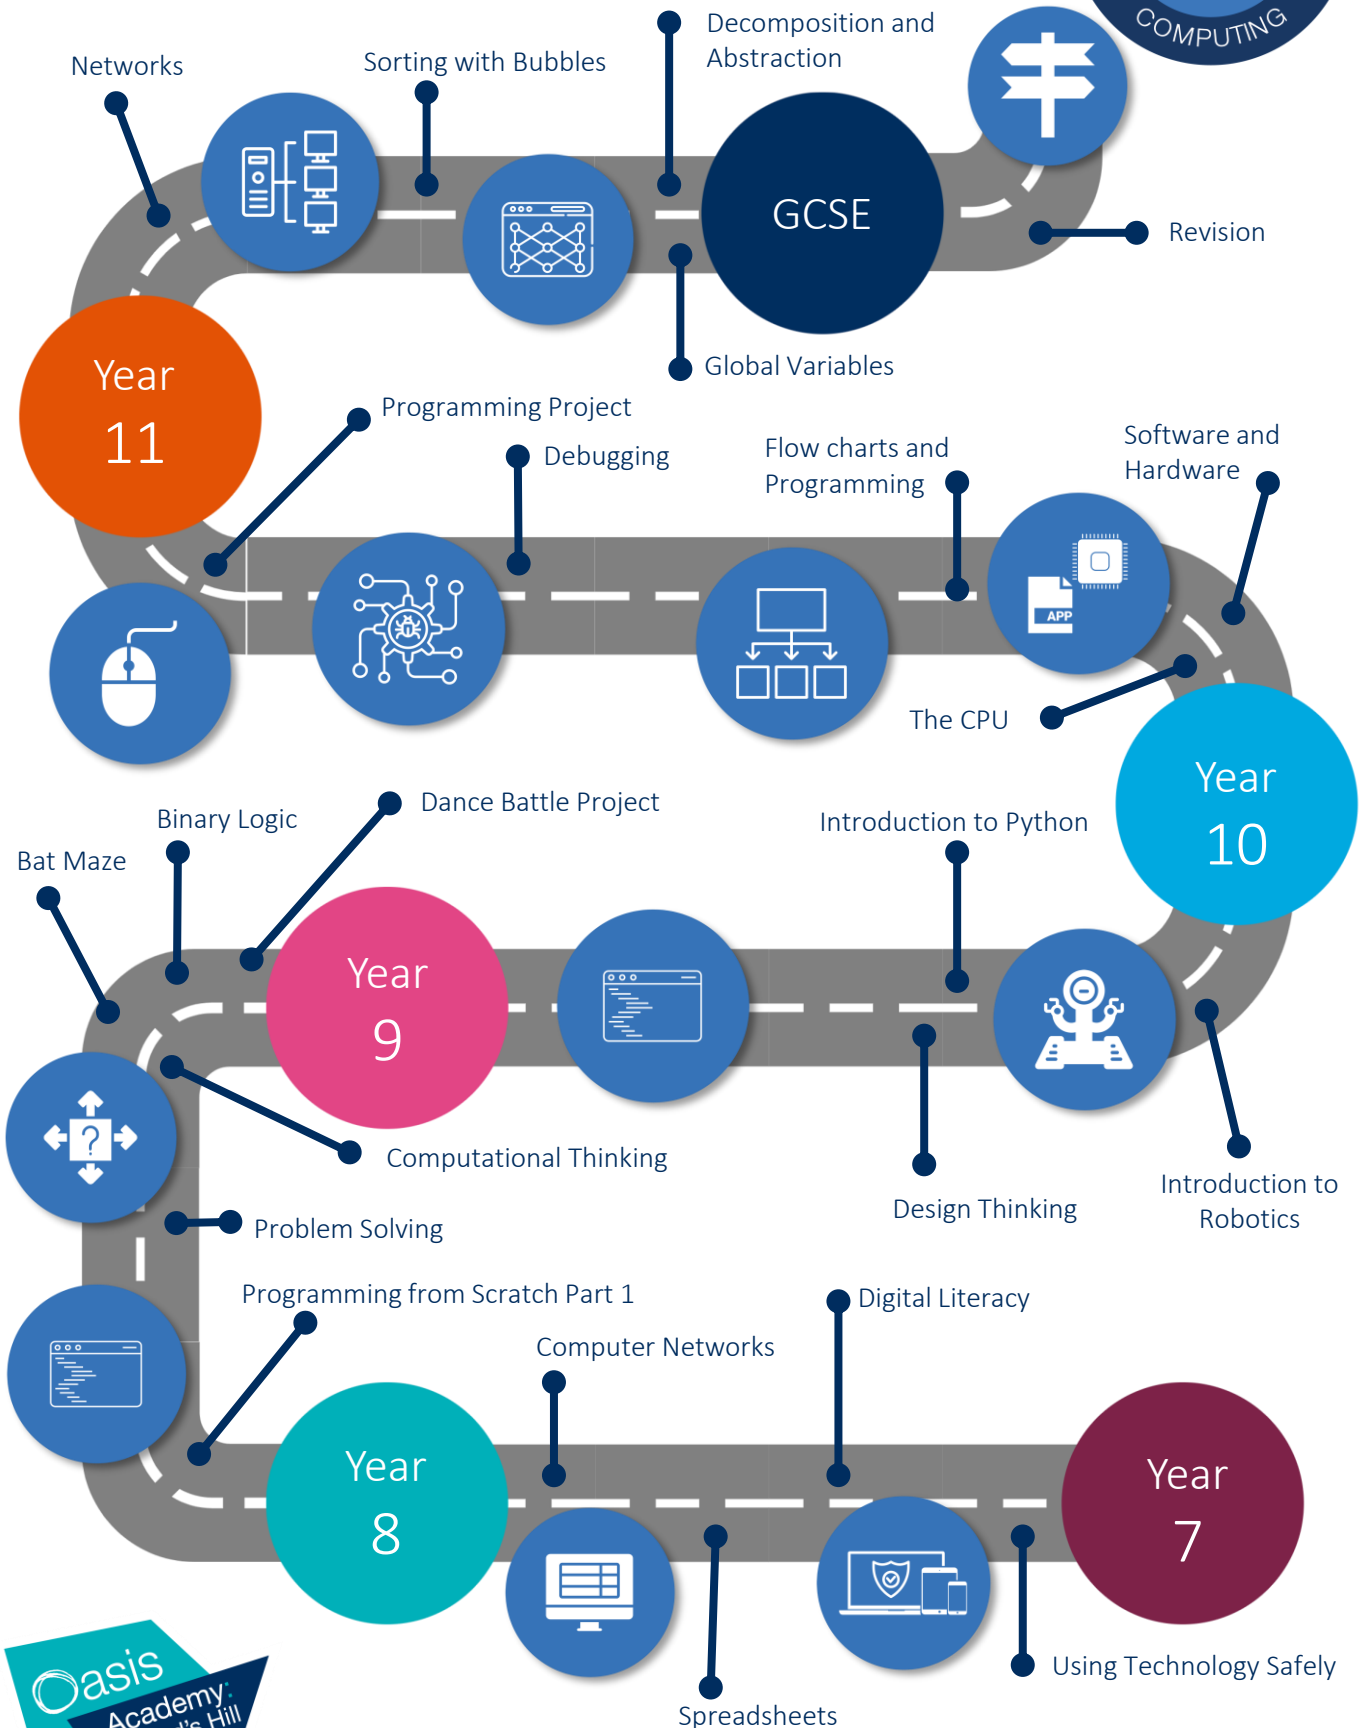 COMPUTING
Decomposition and
Abstraction
Sorting with Bubbles
Networks
GCSE
Revision
Global Variables
Year
11
Programming Project
Debugging
Flow charts and
Programming
Software and
Hardware
APP
The CPU
Year
10
Dance Battle Project
Binary Logic
Bat Maze
Introduction to Python
Year
9
?
Computational Thinking
Design Thinking
Introduction to
Robotics
Problem Solving
Programming from Scratch Part 1
Digital Literacy
Computer Networks
Year
8
Year
7
Using Technology Safely
Spreadsheets
Oasis
Academy:
Hill